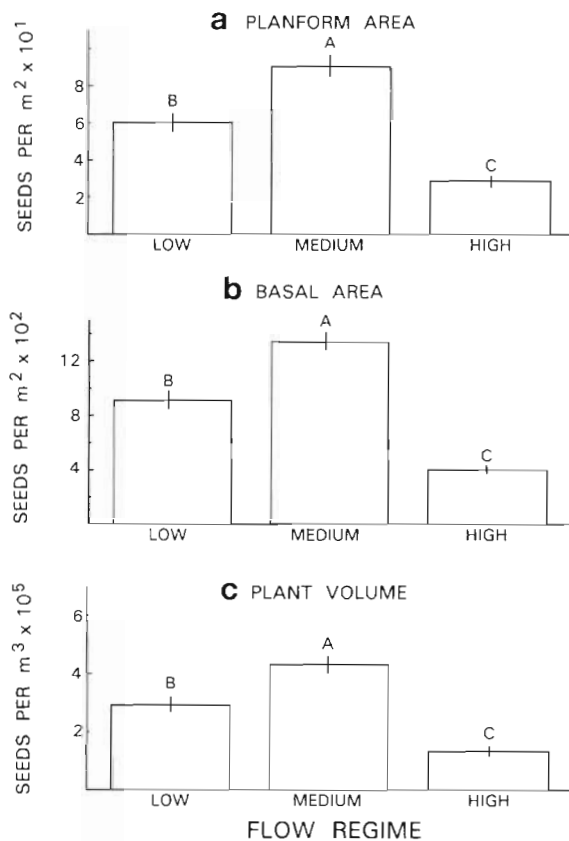 a PLANFORM AREA
SEEDS PER m² x 10¹
8
6
4
2
B
A
C
LOW MEDIUM HIGH
b BASAL AREA
SEEDS PER m² x 10²
12
8
4
B
A
C
LOW MEDIUM HIGH
c PLANT VOLUME
SEEDS PER m³ x 10⁵
6
4
2
B
A
C
LOW MEDIUM HIGH
FLOW REGIME